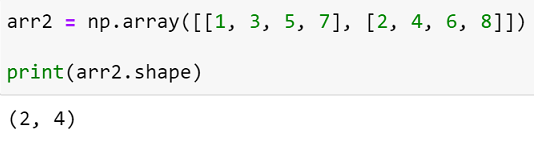 arr2 = np.array([[1, 3, 5, 7], [2, 4, 6, 8]])
print(arr2.shape)
(2, 4)